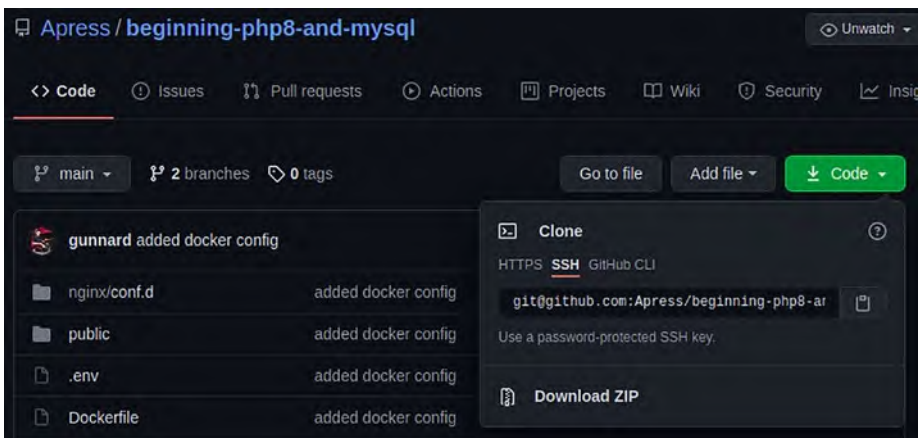 Apress / beginning-php8-and-mysql
Unwatch
Code Issues Pull requests Actions Projects Wiki Security
main 2 branches 0 tags Go to file Add file Code
gunnard added docker config
nginx/conf.d added docker config
public added docker config
.env added docker config
Dockerfile added docker config
Clone
HTTPS SSH GitHub CLI
git@github.com:Apress/beginning-php8-
Use a password-protected SSH key.
Download ZIP